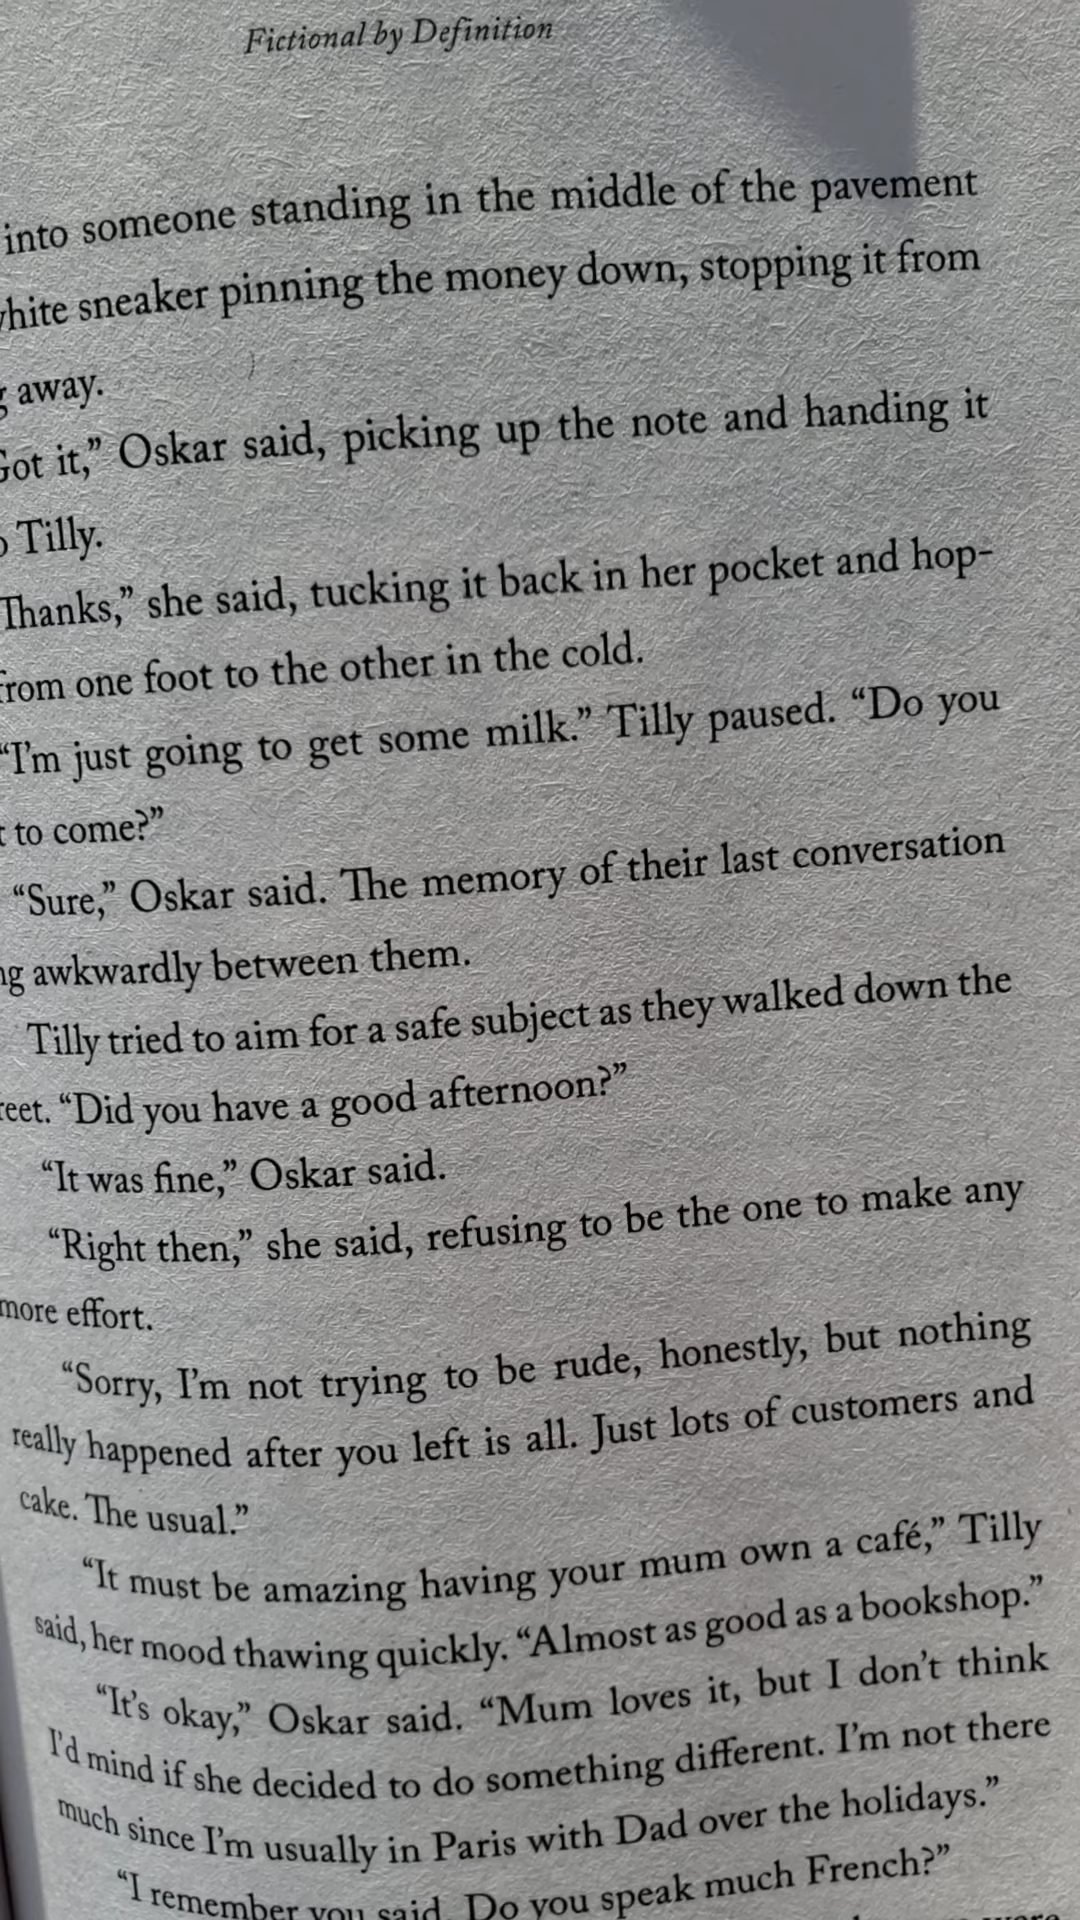 Fictional by Definition
into someone standing in the middle of the pavement
white sneaker pinning the money down, stopping it from
away.
Got it,” Oskar said, picking up the note and handing it
Tilly.
Thanks,” she said, tucking it back in her pocket and hop-
from one foot to the other in the cold.
“I’m just going to get some milk.” Tilly paused. “Do you
to come?”
“Sure,” Oskar said. The memory of their last conversation
awkwardly between them.
Tilly tried to aim for a safe subject as they walked down the
reet. “Did you have a good afternoon?”
“It was fine,” Oskar said.
“Right then,” she said, refusing to be the one to make any
more effort.
“Sorry, I’m not trying to be rude, honestly, but nothing
really happened after you left is all. Just lots of customers and
cake. The usual.”
“It must be amazing having your mum own a café,” Tilly
said, her mood thawing quickly. “Almost as good as a bookshop.”
“It’s okay,” Oskar said. “Mum loves it, but I don’t think
I’d mind if she decided to do something different. I’m not there
much since I’m usually in Paris with Dad over the holidays.”
“I remember you said. Do you speak much French?”